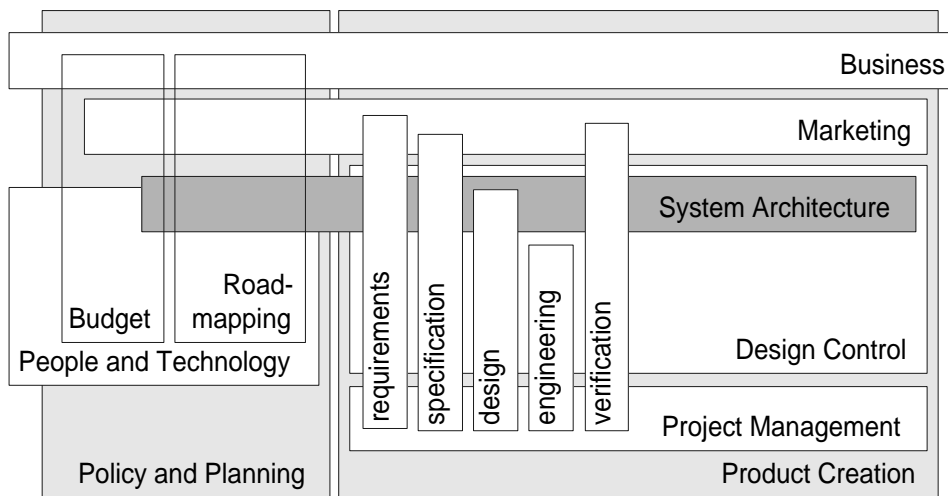 Business
Marketing
System Architecture
Budget
Road-
mapping
People and Technology
requirements
specification
design
engineering
verification
Design Control
Project Management
Policy and Planning
Product Creation